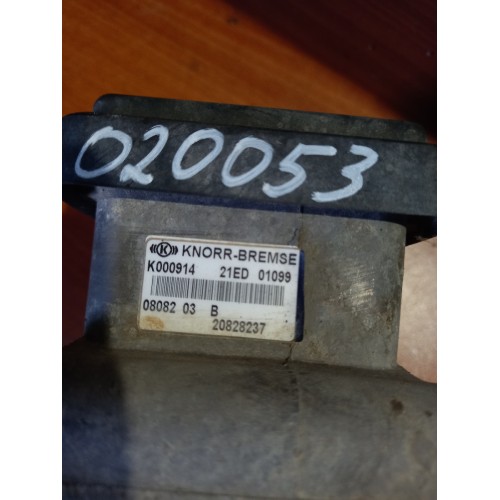 020053
K KNORR-BREMSE
K000914 21ED 01099
08082 03 B
20828237